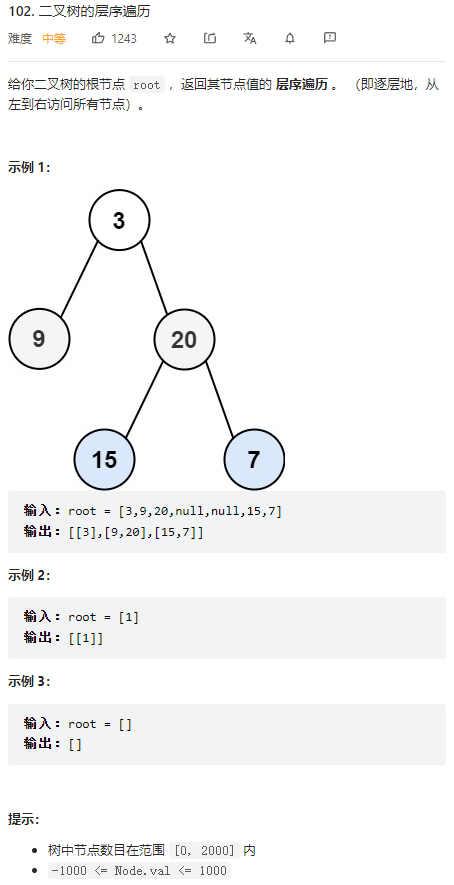 102. 二叉树的层序遍历
难度 中等 1243
给你二叉树的根节点 root ，返回其节点值的 层序遍历 。 （即逐层地，从
左到右访问所有节点）。
示例 1：
3
9
20
15
7
输入：root = [3,9,20,null,null,15,7]
输出：[[3],[9,20],[15,7]]
示例 2：
输入：root = [1]
输出：[[1]]
示例 3：
输入：root = []
输出：[]
提示：
树中节点数目在范围 [0, 2000] 内
-1000 <= Node.val <= 1000